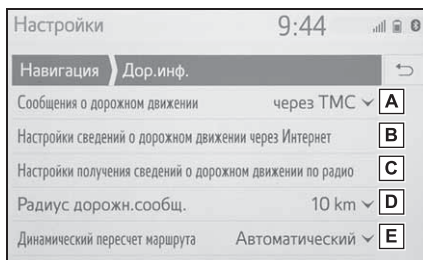 Настройки 9:44
Навигация Дор.инф.
Сообщения о дорожном движении через TMC A
Настройки сведений о дорожном движении через Интернет B
Настройки получения сведений о дорожном движении по радио C
Радиус дорожн.сообщ. 10 km D
Динамический пересчет маршрута Автоматический E